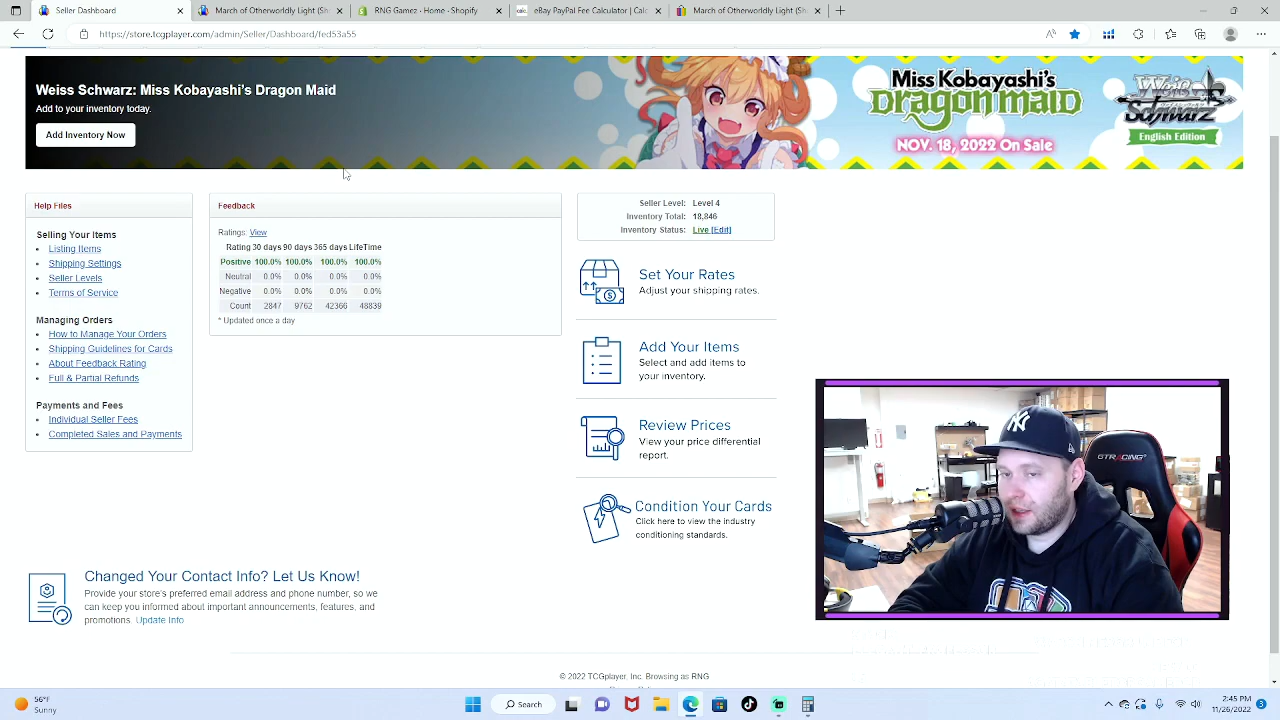 Seller Dashboard
March of Otherworldly Light (Sh
RNG Gamez · Home · Shopify
eBay PayPal Fee Calculator | Calc
March of Otherworldly Light (Sh
https://store.tcgplayer.com/admin/Seller/Dashboard/fed53a55
Weiss Schwarz: Miss Kobayashi's Dragon Maid
Add to your inventory today.
Add Inventory Now
Miss Kobayashi's
DRAGON MAID
NOV. 18, 2022 On Sale
Weiß Schwarz
English Edition
Help Files
Selling Your Items
Listing Items
Shipping Settings
Seller Levels
Terms of Service
Managing Orders
How to Manage Your Orders
Shipping Guidelines for Cards
About Feedback Rating
Full & Partial Refunds
Payments and Fees
Individual Seller Fees
Completed Sales and Payments
Feedback
Ratings: View
Rating 30 days 90 days 365 days LifeTime
Positive 100.0% 100.0% 100.0% 100.0%
Neutral 0.0% 0.0% 0.0% 0.0%
Negative 0.0% 0.0% 0.0% 0.0%
Count 2847 9762 42366 48839
* Updated once a day
Seller Level: Level 4
Inventory Total: 18,846
Inventory Status: Live [Edit]
Set Your Rates
Adjust your shipping rates.
Add Your Items
Select and add items to
your inventory.
Review Prices
View your price differential
report.
Condition Your Cards
Click here to view the industry
conditioning standards.
GTRACING
Changed Your Contact Info? Let Us Know!
Provide your store's preferred email address and phone number, so we
can keep you informed about important announcements, features, and
promotions. Update Info
© 2022 TCGplayer, Inc. Browsing as RNG
56°F
Sunny
Search
2:45 PM
11/26/2022
3